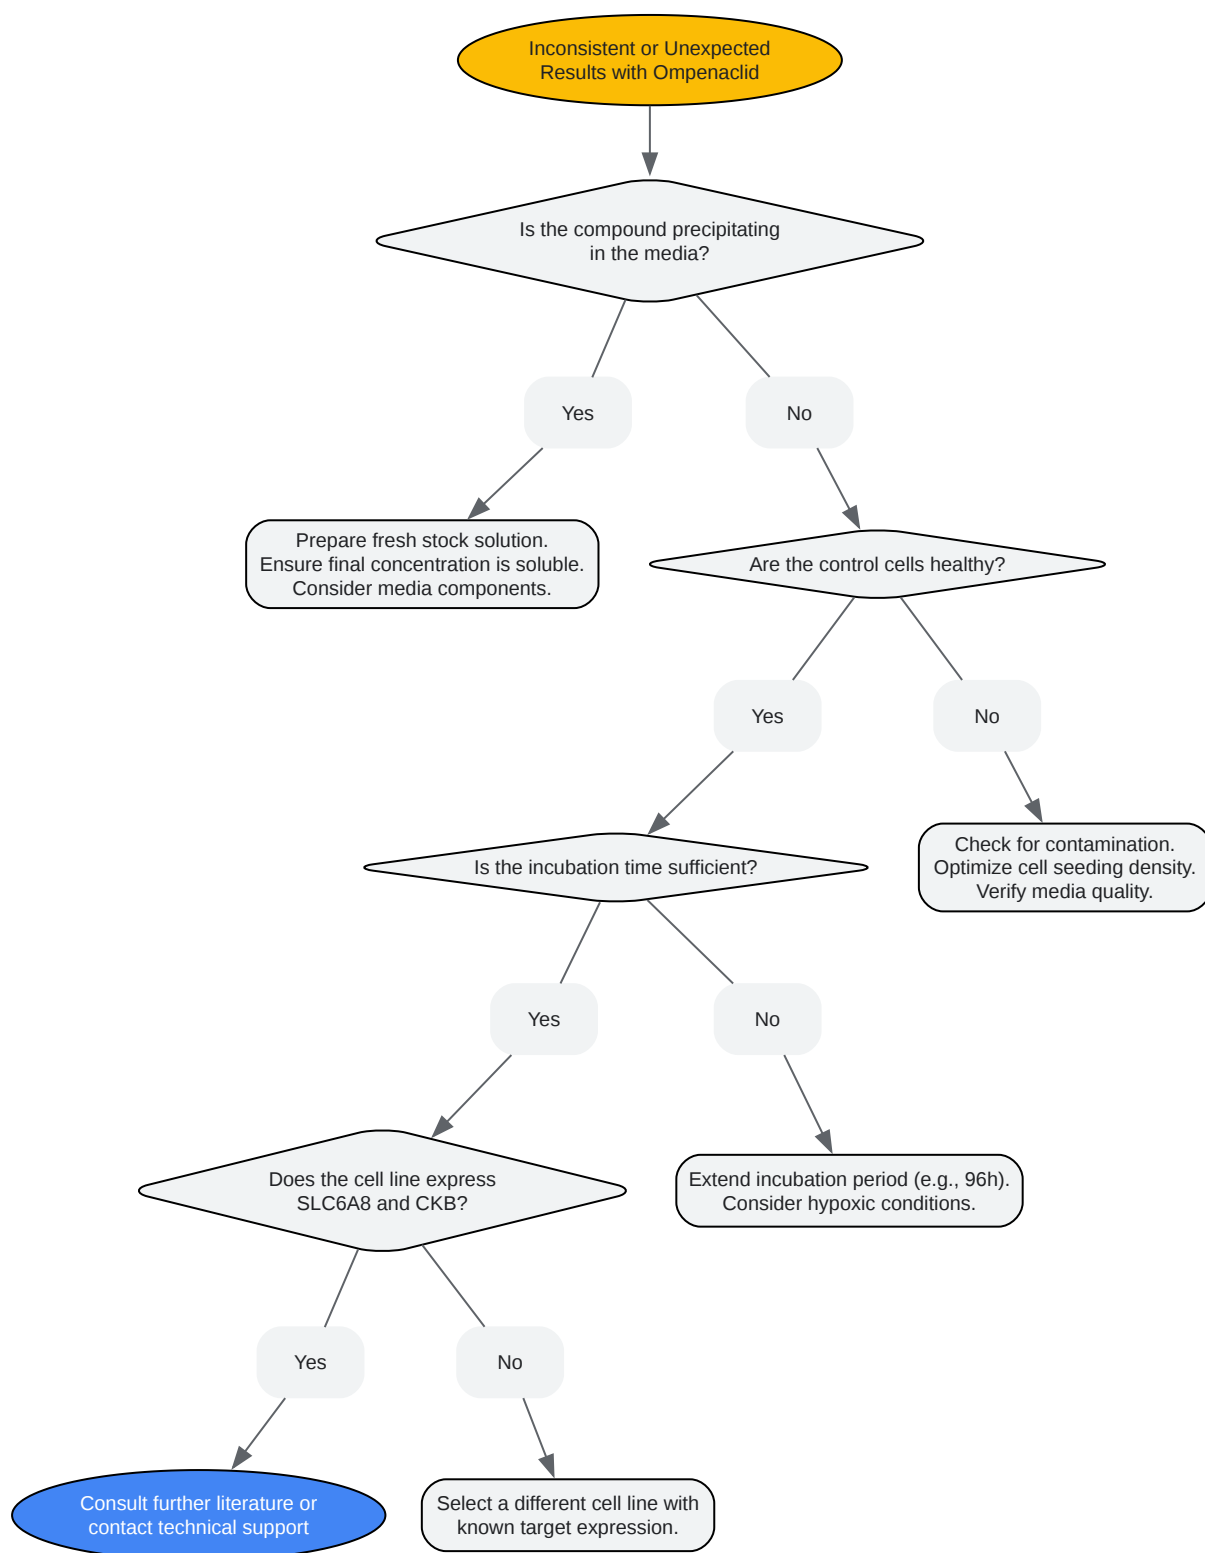 Inconsistent or Unexpected
Results with Ompenaclid
Is the compound precipitating
in the media?
Yes
No
Prepare fresh stock solution.
Ensure final concentration is soluble.
Consider media components.
Are the control cells healthy?
Yes
No
Is the incubation time sufficient?
Check for contamination.
Optimize cell seeding density.
Verify media quality.
Yes
No
Does the cell line express
SLC6A8 and CKB?
Extend incubation period (e.g., 96h).
Consider hypoxic conditions.
Yes
No
Consult further literature or
contact technical support
Select a different cell line with
known target expression.